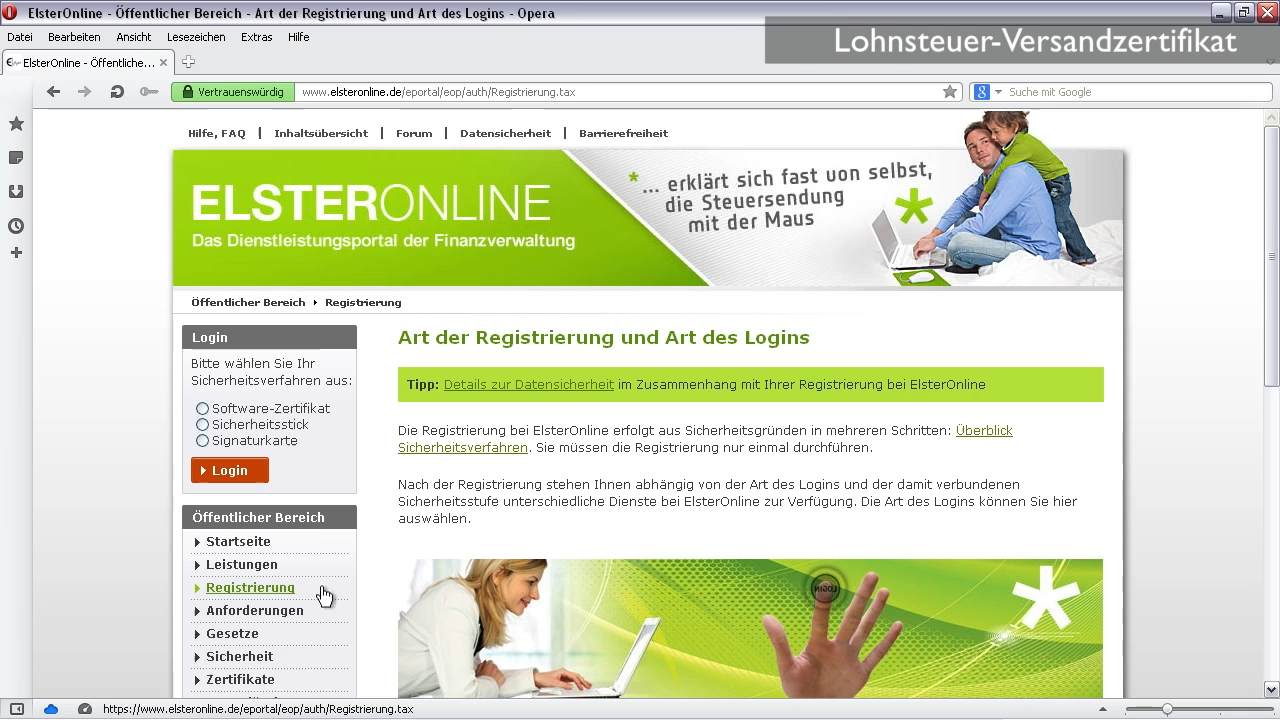 ElsterOnline - Öffentlicher Bereich - Art der Registrierung und Art des Logins - Opera
Datei Bearbeiten Ansicht Lesezeichen Extras Hilfe
Lohnsteuer-Versandzertifikat
ElsterOnline - Öffentliche...
Vertrauenswürdig
www.elsteronline.de/eportal/eop/auth/Registrierung.tax
Suche mit Google
Hilfe, FAQ | Inhaltsübersicht | Forum | Datensicherheit | Barrierefreiheit
ELSTERONLINE
Das Dienstleistungsportal der Finanzverwaltung
*... erklärt sich fast von selbst,
die Steuersendung
mit der Maus
Öffentlicher Bereich Registrierung
Login
Bitte wählen Sie Ihr
Sicherheitsverfahren aus:
Software-Zertifikat
Sicherheitsstick
Signaturkarte
Login
Öffentlicher Bereich
Startseite
Leistungen
Registrierung
Anforderungen
Gesetze
Sicherheit
Zertifikate
Art der Registrierung und Art des Logins
Tipp: Details zur Datensicherheit im Zusammenhang mit Ihrer Registrierung bei ElsterOnline
Die Registrierung bei ElsterOnline erfolgt aus Sicherheitsgründen in mehreren Schritten: Überblick
Sicherheitsverfahren. Sie müssen die Registrierung nur einmal durchführen.
Nach der Registrierung stehen Ihnen abhängig von der Art des Logins und der damit verbundenen
Sicherheitsstufe unterschiedliche Dienste bei ElsterOnline zur Verfügung. Die Art des Logins können Sie hier
auswählen.
https://www.elsteronline.de/eportal/eop/auth/Registrierung.tax